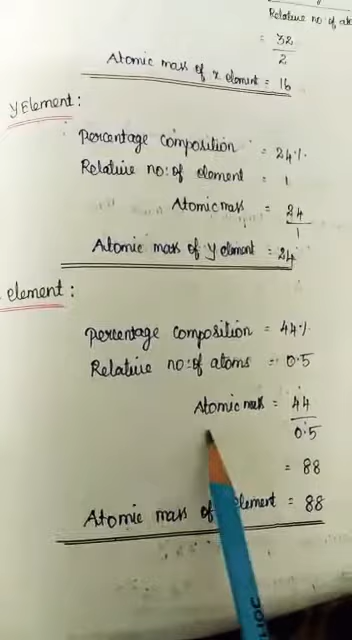 Relative no: of
= 32
2
Atomic mass of x element = 16
y Element:
percentage composition = 24%
Relative no: of element = 1
Atomic mass = 24
1
Atomic mass of y element = 24
element:
percentage composition = 44%
Relative no: of atoms = 0.5
Atomic mass = 44
0.5
= 88
Atomic mass of element = 88